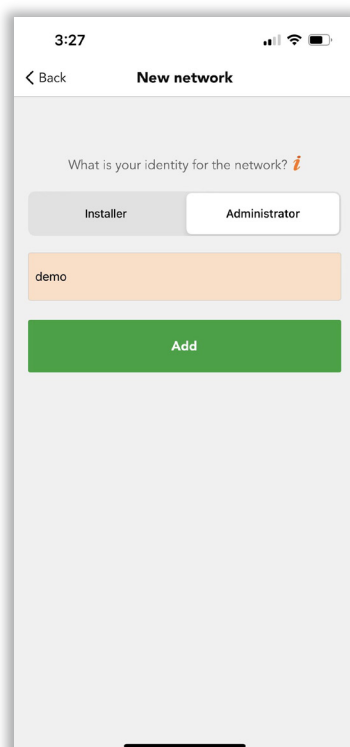 3:27
Back New network
What is your identity for the network? i
Installer Administrator
demo
Add